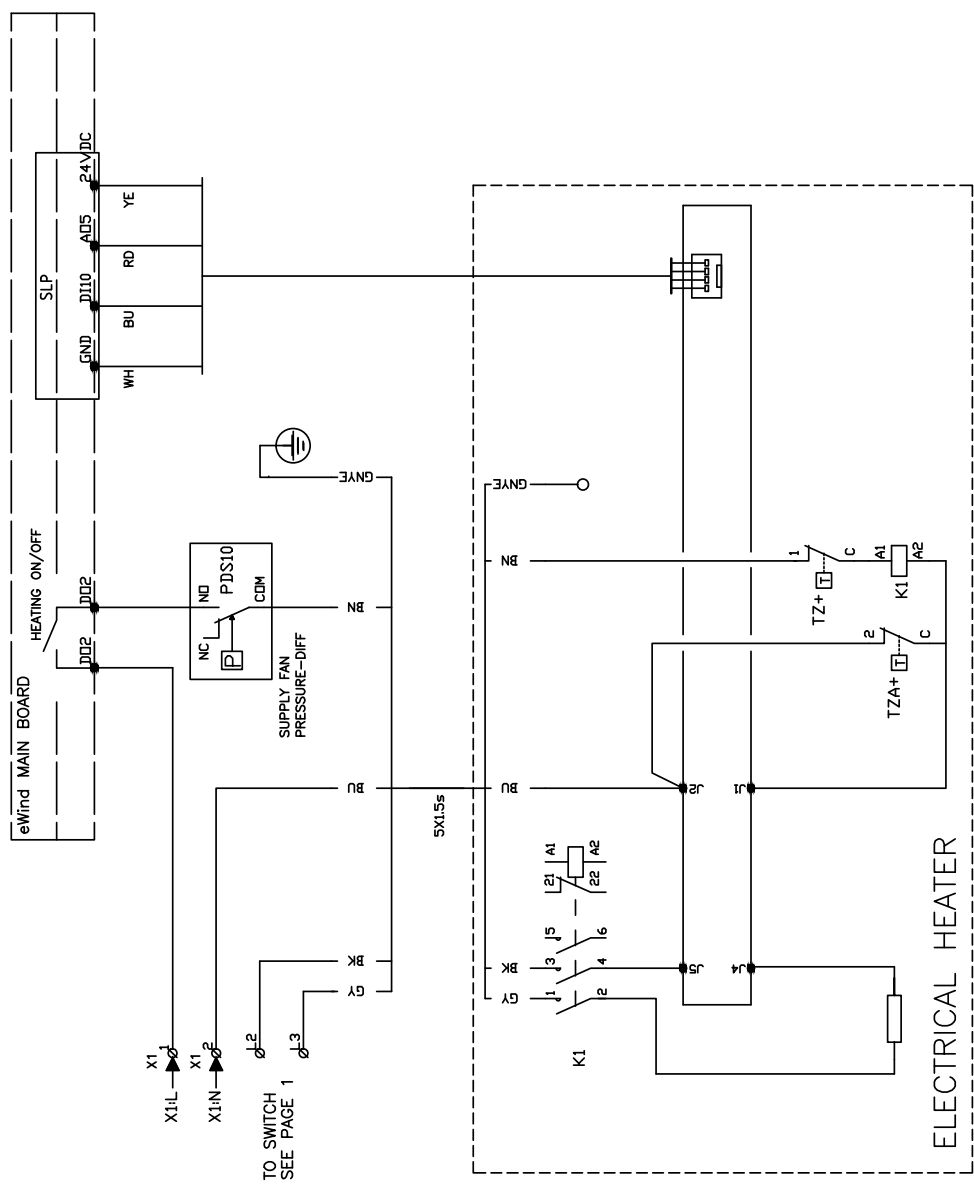 eWind MAIN BOARD
HEATING ON/OFF
SLP
DO2
DO2
GND
DI10
AO5
24VDC
WH
BU
RD
YE
NC
NO
PDS10
P
COM
SUPPLY FAN
PRESSURE-DIFF
X1
1
X1:L
X1
2
X1:N
L2
L3
TO SWITCH
SEE PAGE 1
GY
BK
BU
BN
GNYE
5X1.5s
GY
BK
BU
BN
GNYE
K1
1
2
3
4
5
6
21
22
A1
A2
J5
J4
J2
J1
TZA+
T
2
C
TZ+
T
1
C
A1
A2
K1
ELECTRICAL HEATER